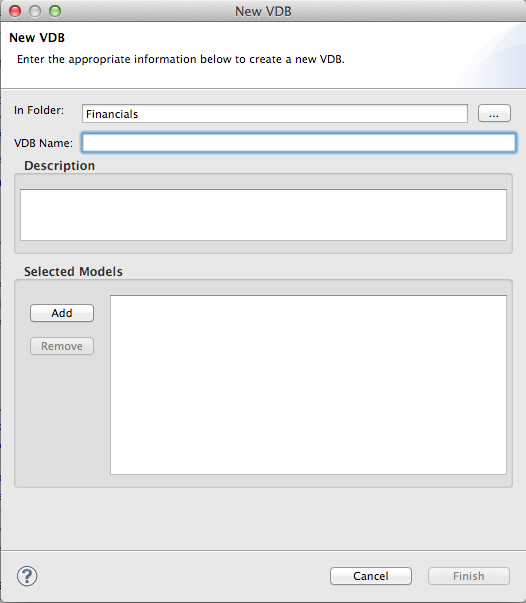 New VDB
New VDB
Enter the appropriate information below to create a new VDB.
In Folder: Financials ...
VDB Name:
Description
Selected Models
Add
Remove
? Cancel Finish